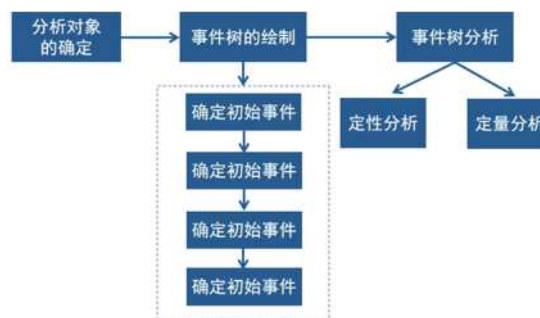 分析对象
的确定
事件树的绘制
事件树分析
确定初始事件
定性分析
定量分析
确定初始事件
确定初始事件
确定初始事件